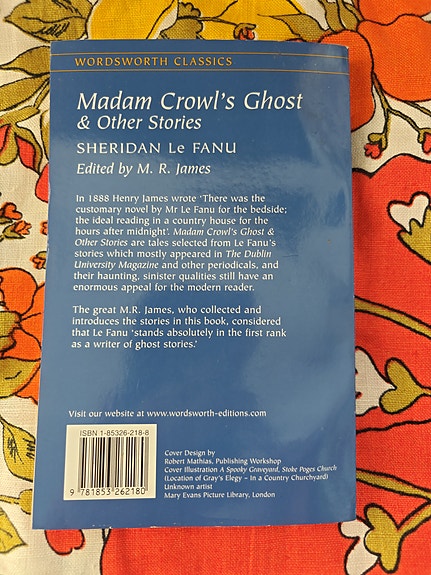 WORDSWORTH CLASSICS
Madam Crowl's Ghost
& Other Stories
SHERIDAN Le FANU
Edited by M. R. James
In 1888 Henry James wrote 'There was the
customary novel by Mr Le Fanu for the bedside;
the ideal reading in a country house for the
hours after midnight'. Madam Crowl's Ghost &
Other Stories are tales selected from Le Fanu's
stories which mostly appeared in The Dublin
University Magazine and other periodicals, and
their haunting, sinister qualities still have an
enormous appeal for the modern reader.
The great M.R. James, who collected and
introduces the stories in this book, considered
that Le Fanu 'stands absolutely in the first rank
as a writer of ghost stories.'
Visit our website at www.wordsworth-editions.com
ISBN 1-85326-218-8
9 781853 262180
Cover Design by
Robert Mathias, Publishing Workshop
Cover Illustration A Spooky Graveyard, Stoke Poges Church
(Location of Gray's Elegy – In a Country Churchyard)
Unknown artist
Mary Evans Picture Library, London